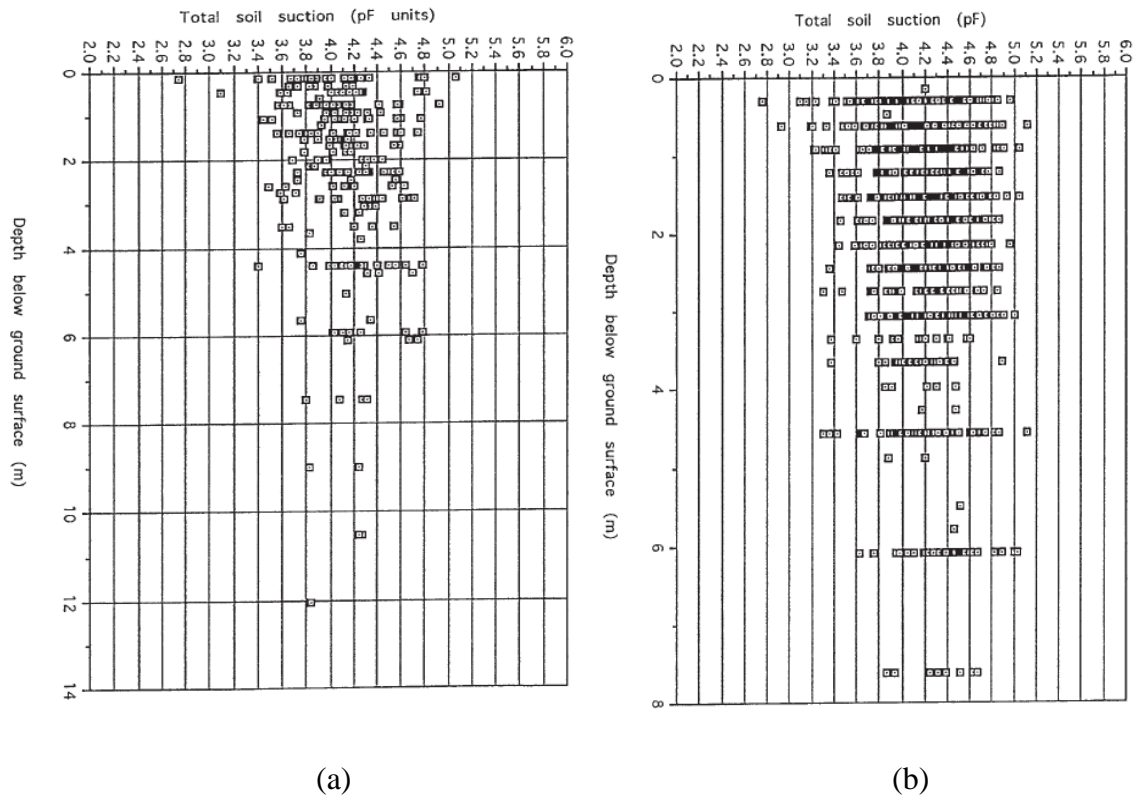 Total soil suction (pF units)
2.0 2.2 2.4 2.6 2.8 3.0 3.2 3.4 3.6 3.8 4.0 4.2 4.4 4.6 4.8 5.0 5.2 5.4 5.6 5.8 6.0
0
2
4
6
8
10
12
14
Depth below ground surface (m)
(a)
Total soil suction (pF)
2.0 2.2 2.4 2.6 2.8 3.0 3.2 3.4 3.6 3.8 4.0 4.2 4.4 4.6 4.8 5.0 5.2 5.4 5.6 5.8 6.0
0
2
4
6
8
Depth below ground surface (m)
(b)